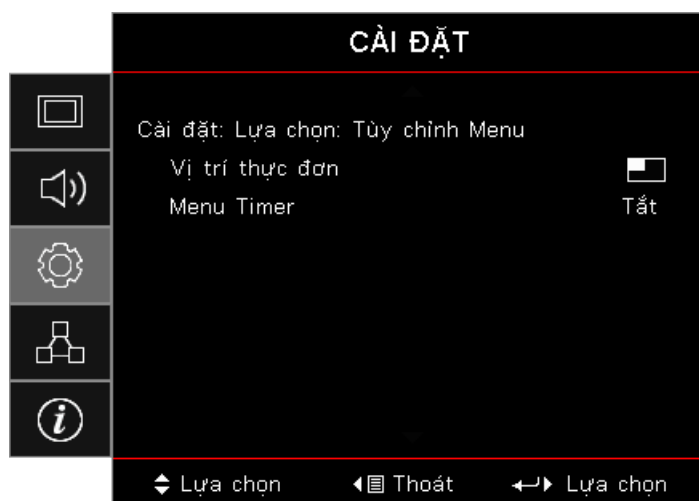 CÀI ĐẶT
Cài đặt: Lựa chọn: Tùy chỉnh Menu
Vị trí thực đơn
Menu Timer Tắt
Lựa chọn Thoát Lựa chọn